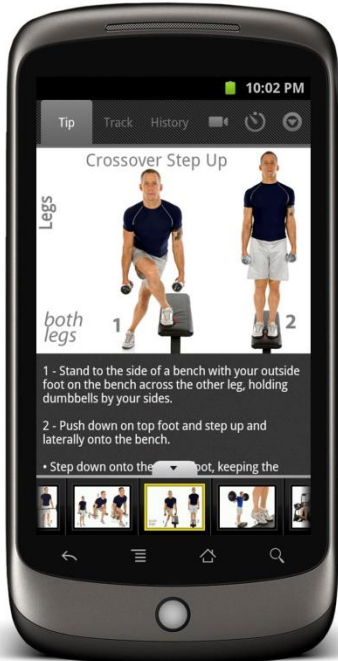 10:02 PM
Tip Track History
Crossover Step Up
Legs
both
legs
1
2
1 - Stand to the side of a bench with your outside
foot on the bench across the other leg, holding
dumbbells by your sides.
2 - Push down on top foot and step up and
laterally onto the bench.
• Step down onto the oot, keeping the